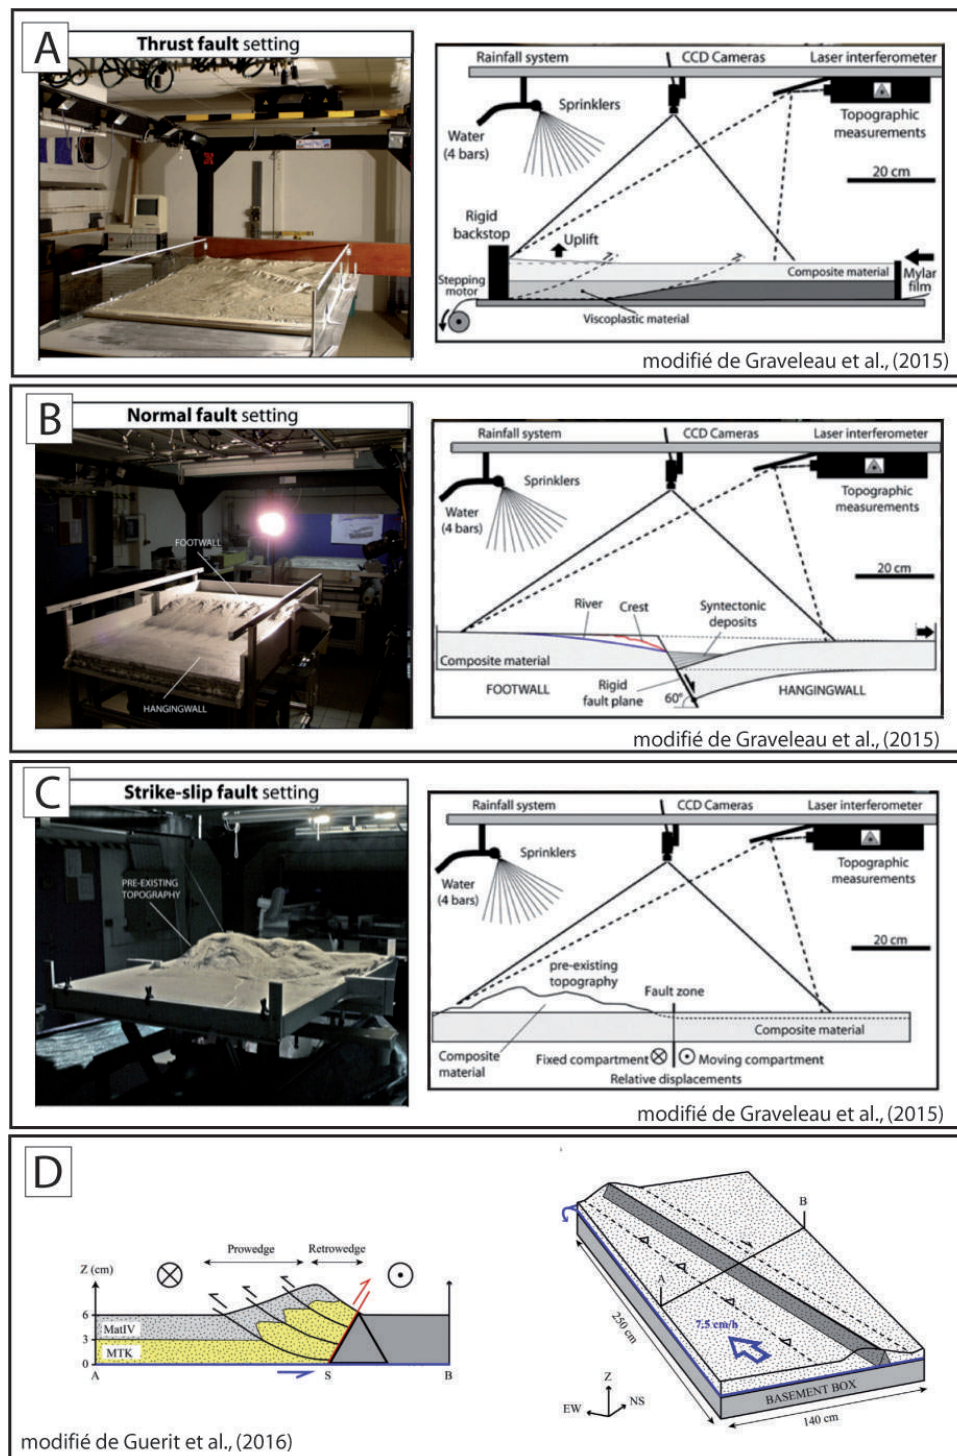 A
Thrust fault setting
Rainfall system
CCD Cameras
Laser interferometer
Sprinklers
Water
(4 bars)
Topographic
measurements
20 cm
Rigid
backstop
Uplift
Composite material
Stepping
motor
Mylar
film
Viscoplastic material
modifié de Graveleau et al., (2015)
B
Normal fault setting
FOOTWALL
HANGINGWALL
Rainfall system
CCD Cameras
Laser interferometer
Sprinklers
Water
(4 bars)
Topographic
measurements
20 cm
River
Crest
Syntectonic
deposits
Composite material
FOOTWALL
Rigid
fault plane
60°
HANGINGWALL
modifié de Graveleau et al., (2015)
C
Strike-slip fault setting
PRE-EXISTING
TOPOGRAPHY
Rainfall system
CCD Cameras
Laser interferometer
Sprinklers
Water
(4 bars)
Topographic
measurements
20 cm
pre-existing
topography
Fault zone
Composite material
Composite
material
Fixed compartment
Moving compartment
Relative displacements
modifié de Graveleau et al., (2015)
D
Prowedge
Retrowedge
Z (cm)
6
MatIV
3
MTK
0
A
S
B
B
A
7.5 cm/h
250 cm
BASEMENT BOX
140 cm
Z
EW
NS
modifié de Guerit et al., (2016)